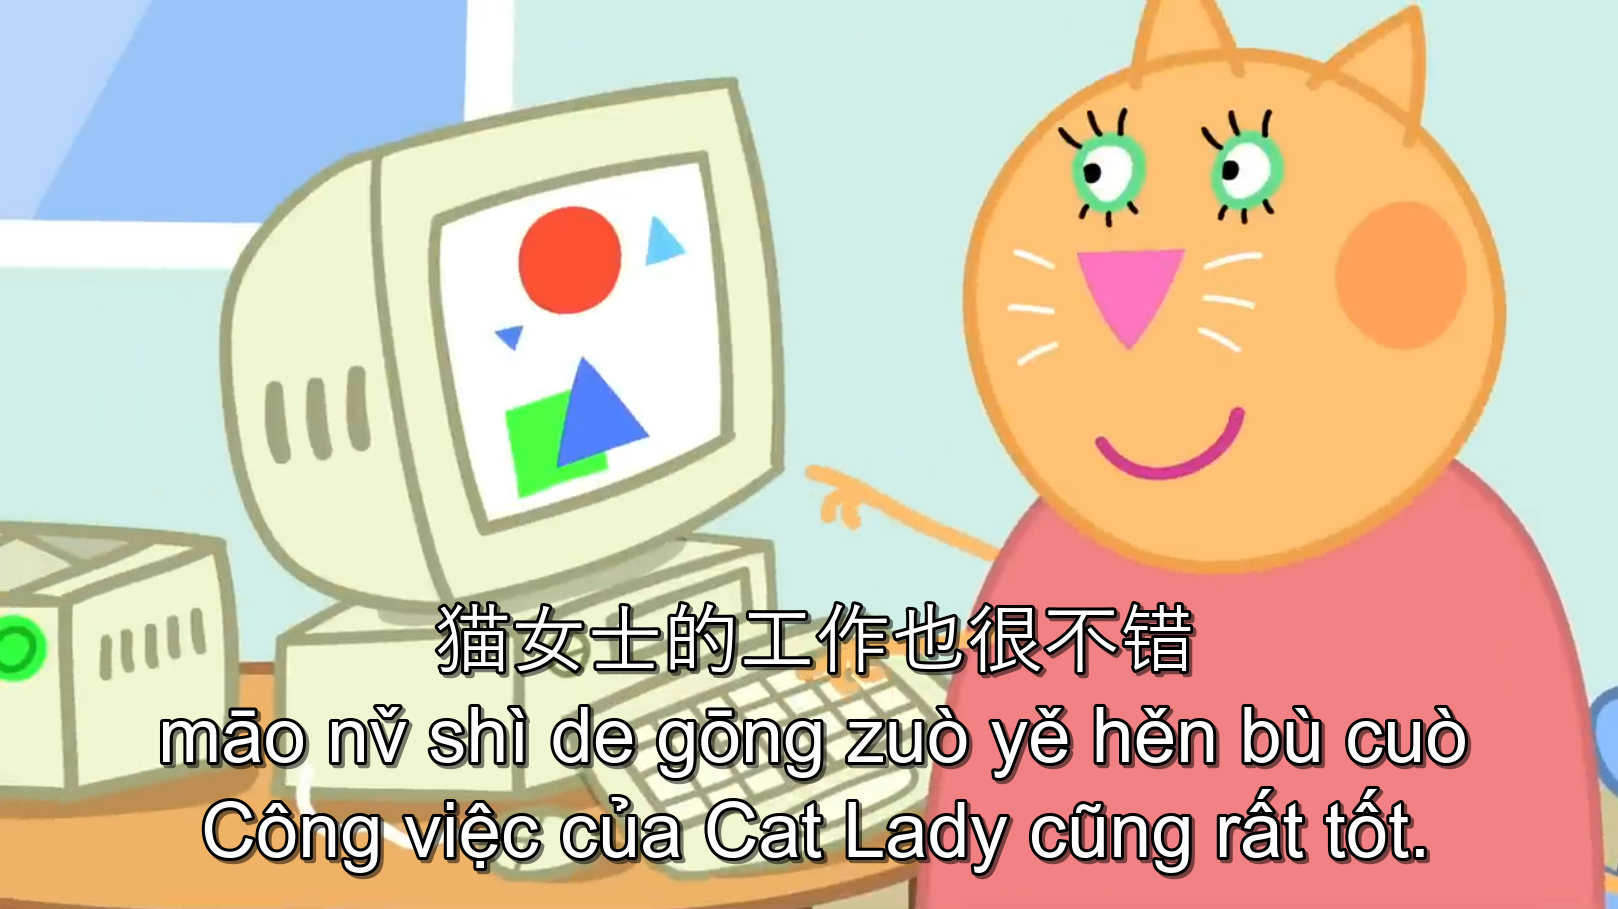 猫女士的工作也很不错
māo nǚ shì de gōng zuò yě hěn bù cuò
Công việc của Cat Lady cũng rất tốt.